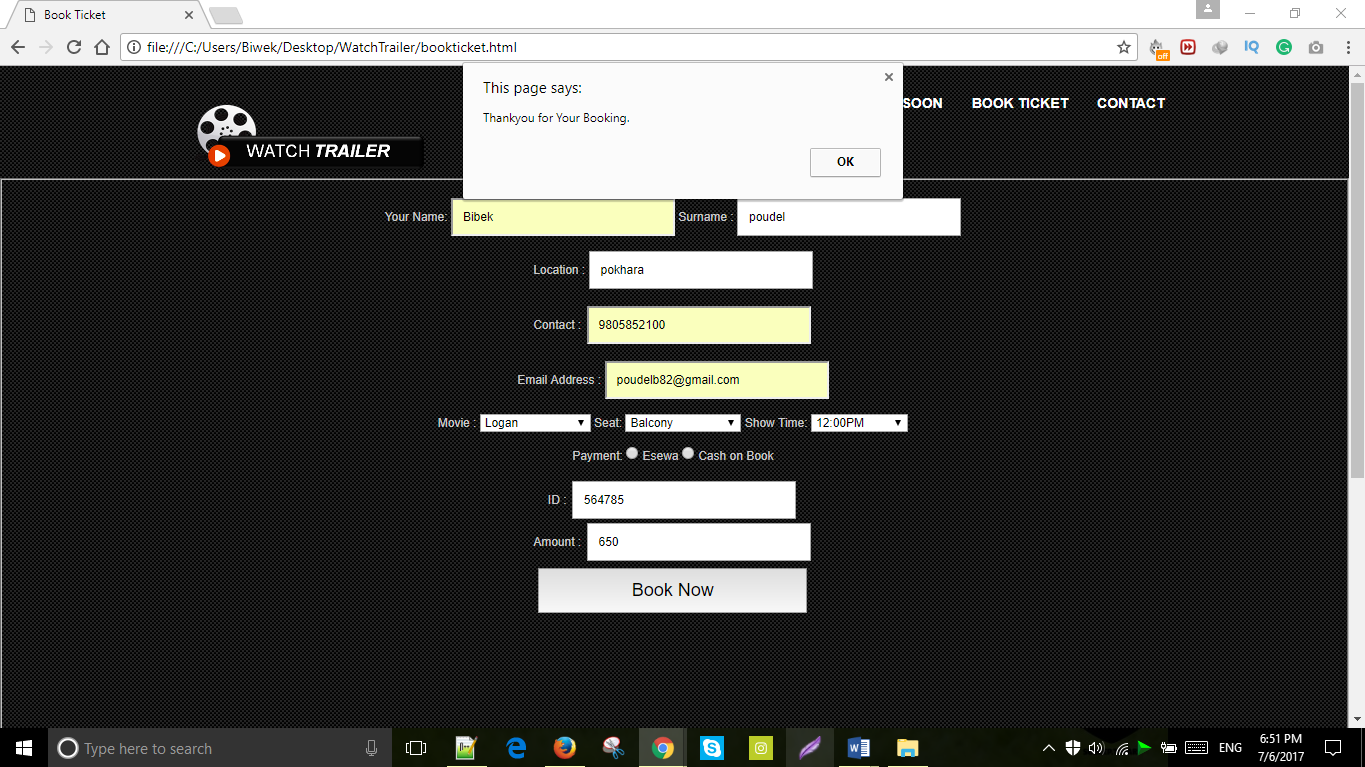 Book Ticket
file:///C:/Users/Biwek/Desktop/WatchTrailer/bookticket.html
off
IQ
This page says:
Thankyou for Your Booking.
OK
WATCH TRAILER
SOON BOOK TICKET CONTACT
Your Name: Bibek Surname : poudel
Location : pokhara
Contact : 9805852100
Email Address : poudelb82@gmail.com
Movie : Logan Seat: Balcony Show Time: 12:00PM
Payment: Esewa Cash on Book
ID : 564785
Amount : 650
Book Now
Type here to search
ENG
6:51 PM
7/6/2017